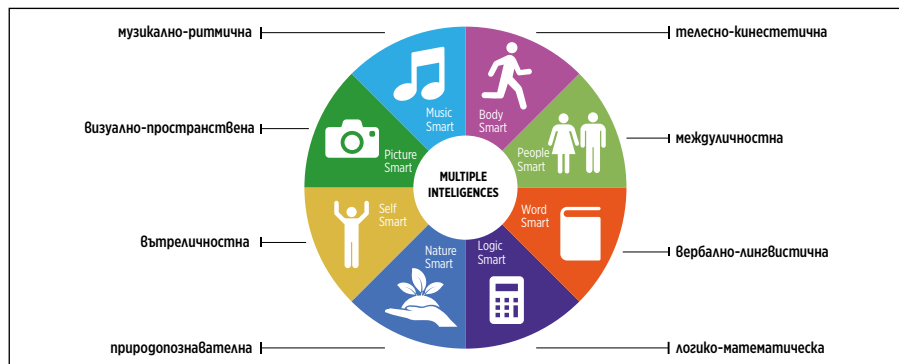 музикално-ритмична
телесно-кинестетична
Music
Smart
Body
Smart
визуално-пространствена
междуличностна
Picture
Smart
People
Smart
MULTIPLE
INTELIGENCES
Self
Smart
Word
Smart
вътреличностна
вербално-лингвистична
Nature
Smart
Logic
Smart
природопознавателна
логико-математическа